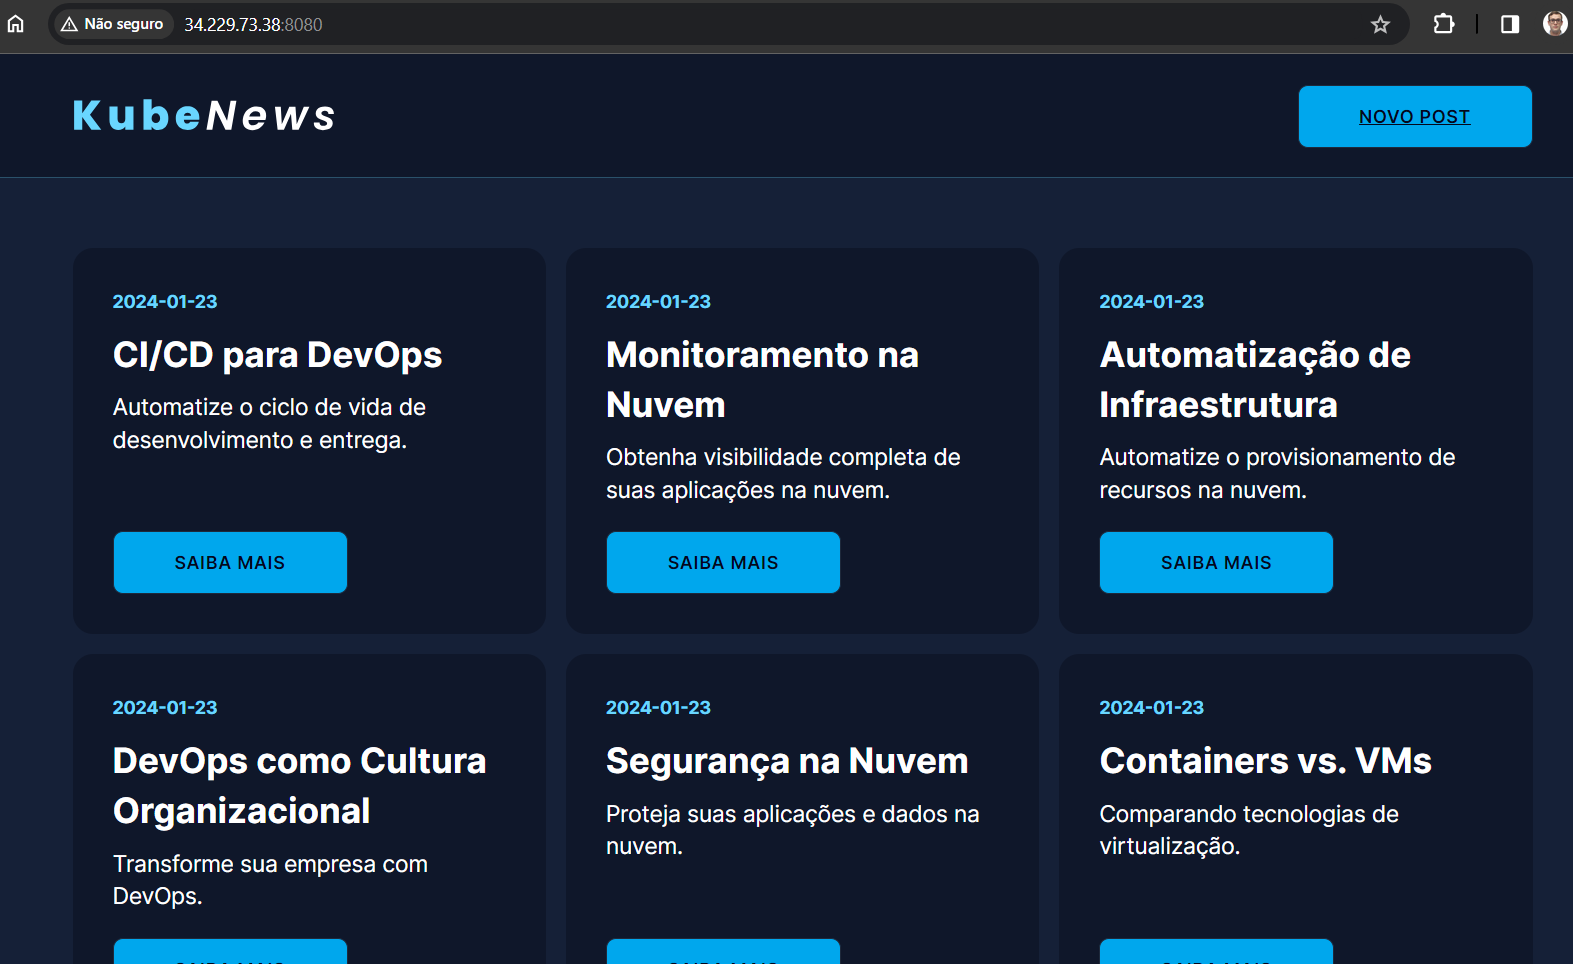 Não seguro
34.229.73.38:8080
KubeNews
NOVO POST
2024-01-23
CI/CD para DevOps
Automatize o ciclo de vida de
desenvolvimento e entrega.
SAIBA MAIS
2024-01-23
Monitoramento na
Nuvem
Obtenha visibilidade completa de
suas aplicações na nuvem.
SAIBA MAIS
2024-01-23
Automatização de
Infraestrutura
Automatize o provisionamento de
recursos na nuvem.
SAIBA MAIS
2024-01-23
DevOps como Cultura
Organizacional
Transforme sua empresa com
DevOps.
2024-01-23
Segurança na Nuvem
Proteja suas aplicações e dados na
nuvem.
2024-01-23
Containers vs. VMs
Comparando tecnologias de
virtualização.